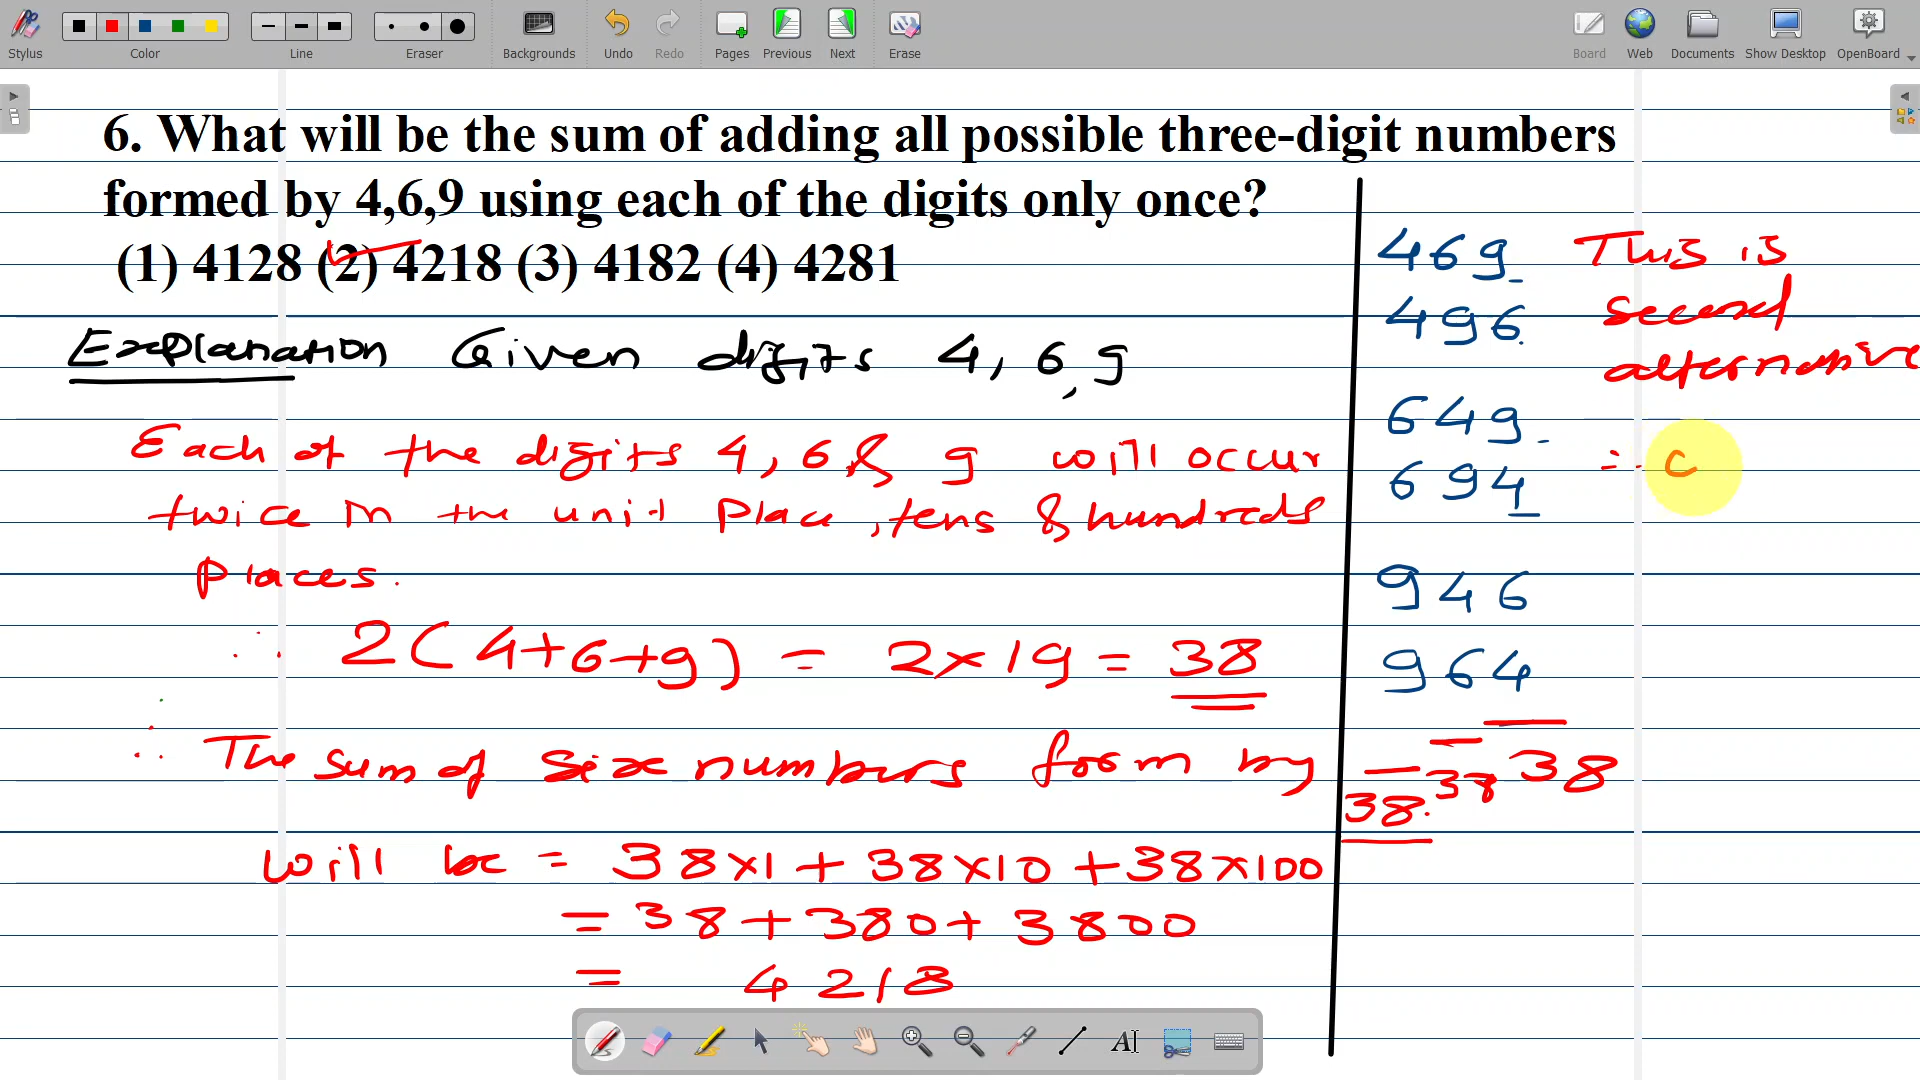 Stylus Color Line Eraser Backgrounds Undo Redo Pages Previous Next Erase Board Web Documents Show Desktop OpenBoard
6. What will be the sum of adding all possible three-digit numbers
formed by 4,6,9 using each of the digits only once?
(1) 4128 (2) 4218 (3) 4182 (4) 4281
Explanation Given digits 4, 6, 9
Each of the digits 4, 6 & 9 will occur
twice in the unit place, tens & hundreds
places.
∴ 2(4+6+9) = 2×19 = 38
∴ The sum of six numbers form by
will be = 38×1 + 38×10 + 38×100
= 38 + 380 + 3800
= 4218
469
496
649
694
946
964
38 38 38
This is
second
alternative
= c